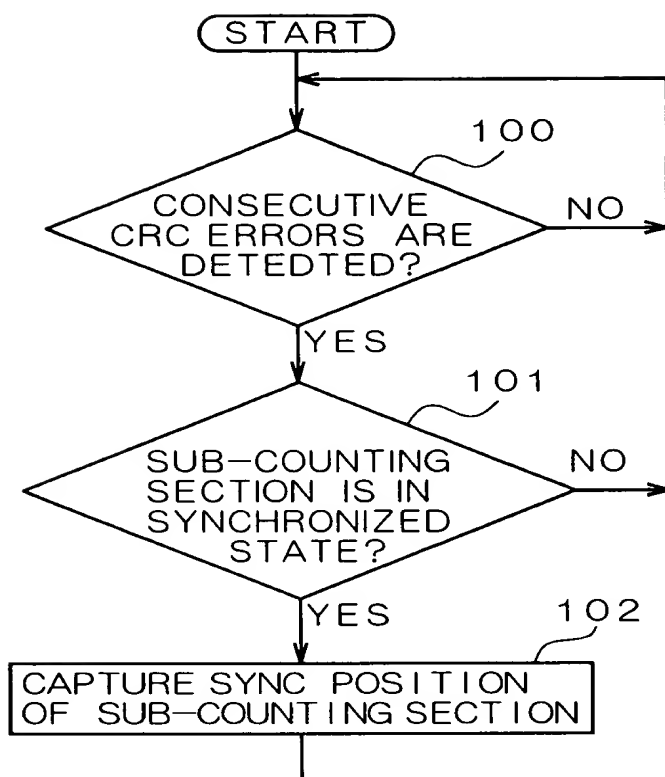 START
100
CONSECUTIVE
CRC ERRORS ARE
DETEDTED?
NO
YES
101
SUB-COUNTING
SECTION IS IN
SYNCHRONIZED
STATE?
NO
YES
102
CAPTURE SYNC POSITION
OF SUB-COUNTING SECTION